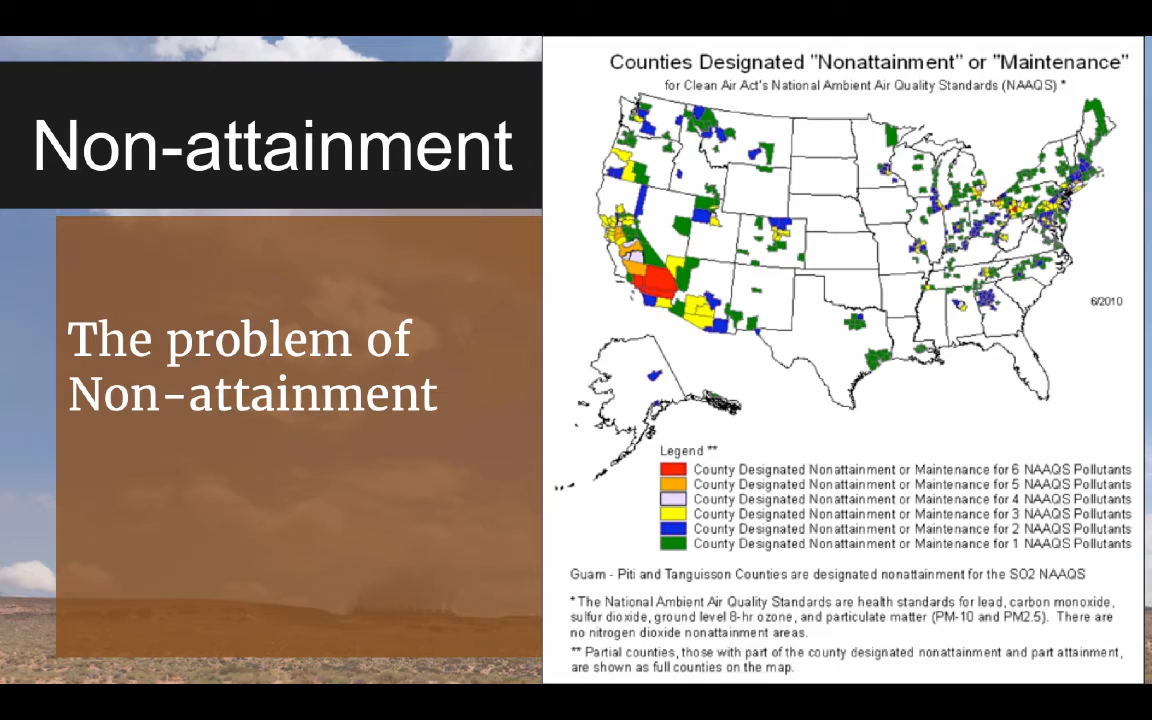 Non-attainment
The problem of
Non-attainment
Counties Designated "Nonattainment" or "Maintenance"
for Clean Air Act's National Ambient Air Quality Standards (NAAQS) *
6/2010
Legend **
County Designated Nonattainment or Maintenance for 6 NAAQS Pollutants
County Designated Nonattainment or Maintenance for 5 NAAQS Pollutants
County Designated Nonattainment or Maintenance for 4 NAAQS Pollutants
County Designated Nonattainment or Maintenance for 3 NAAQS Pollutants
County Designated Nonattainment or Maintenance for 2 NAAQS Pollutants
County Designated Nonattainment or Maintenance for 1 NAAQS Pollutants
Guam - Piti and Tanguisson Counties are designated nonattainment for the SO2 NAAQS
* The National Ambient Air Quality Standards are health standards for lead, carbon monoxide,
sulfur dioxide, ground level 8-hr ozone, and particulate matter (PM-10 and PM2.5). There are
no nitrogen dioxide nonattainment areas.
** Partial counties, those with part of the county designated nonattainment and part attainment,
are shown as full counties on the map.